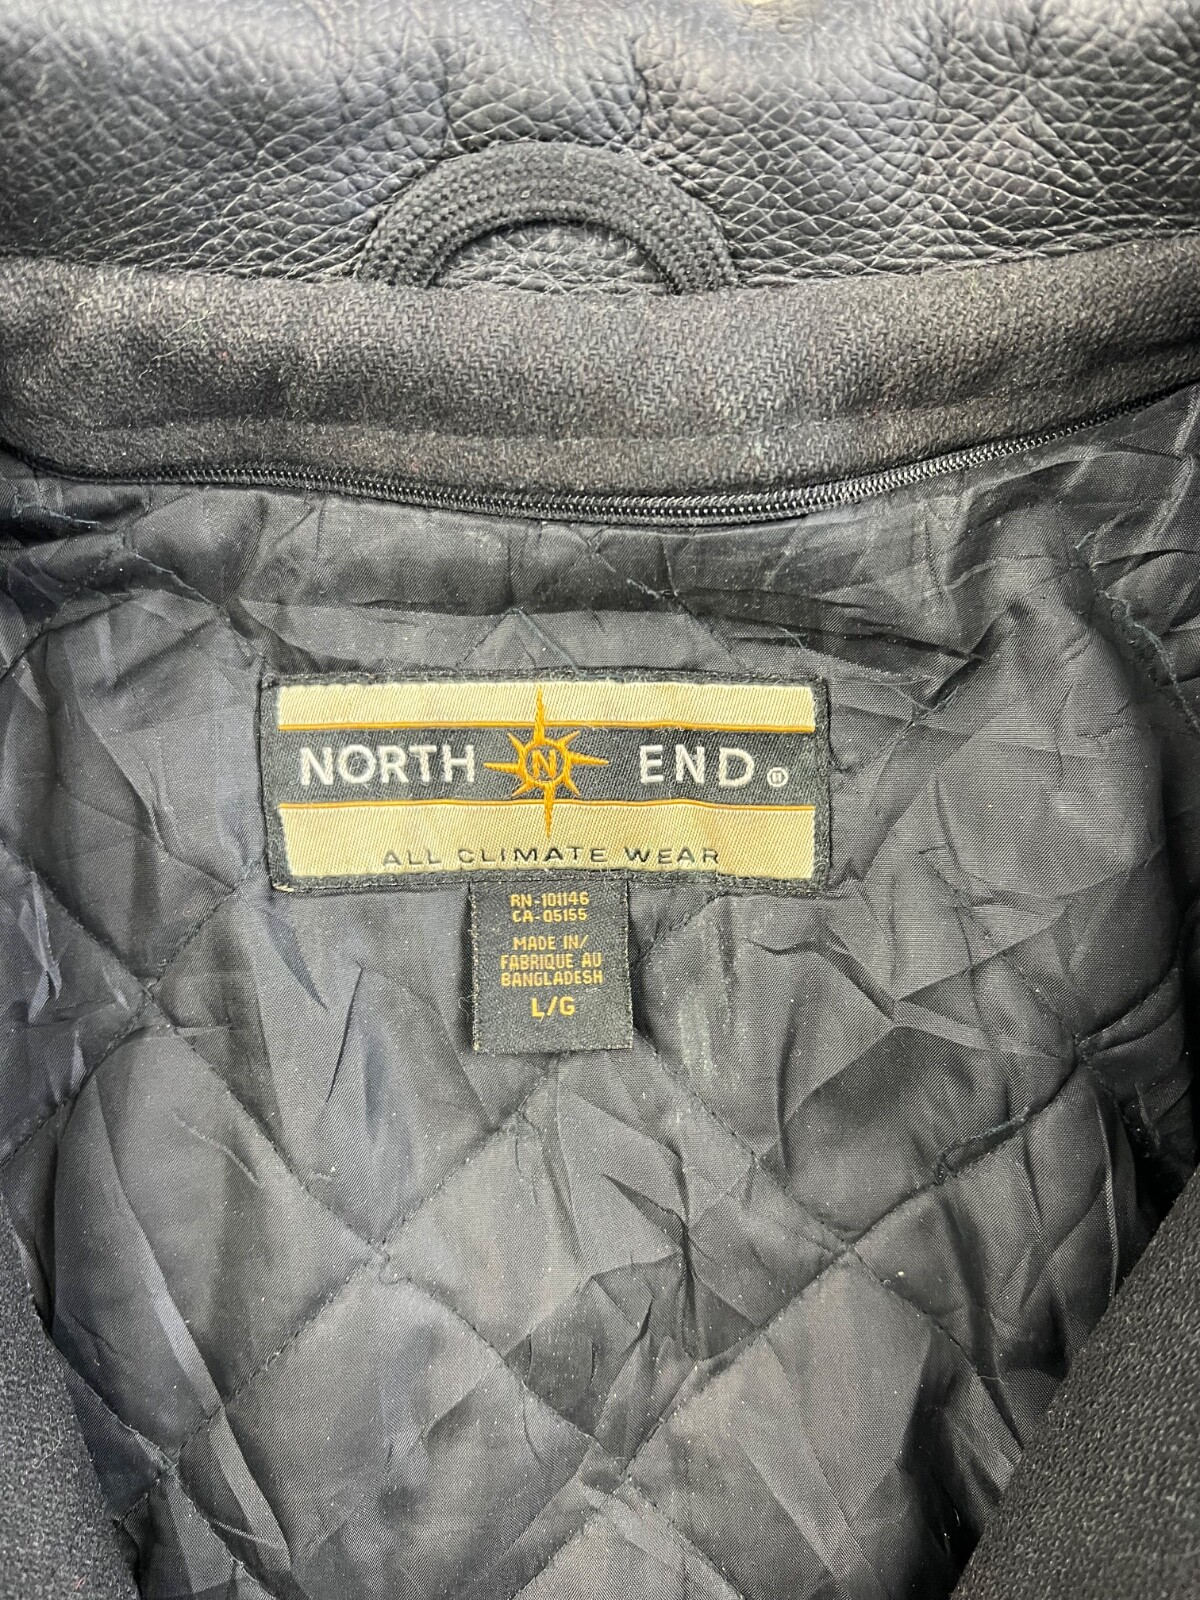 NORTH N END ®
ALL CLIMATE WEAR
RN-101146
CA-05155
MADE IN/
FABRIQUE AU
BANGLADESH
L/G